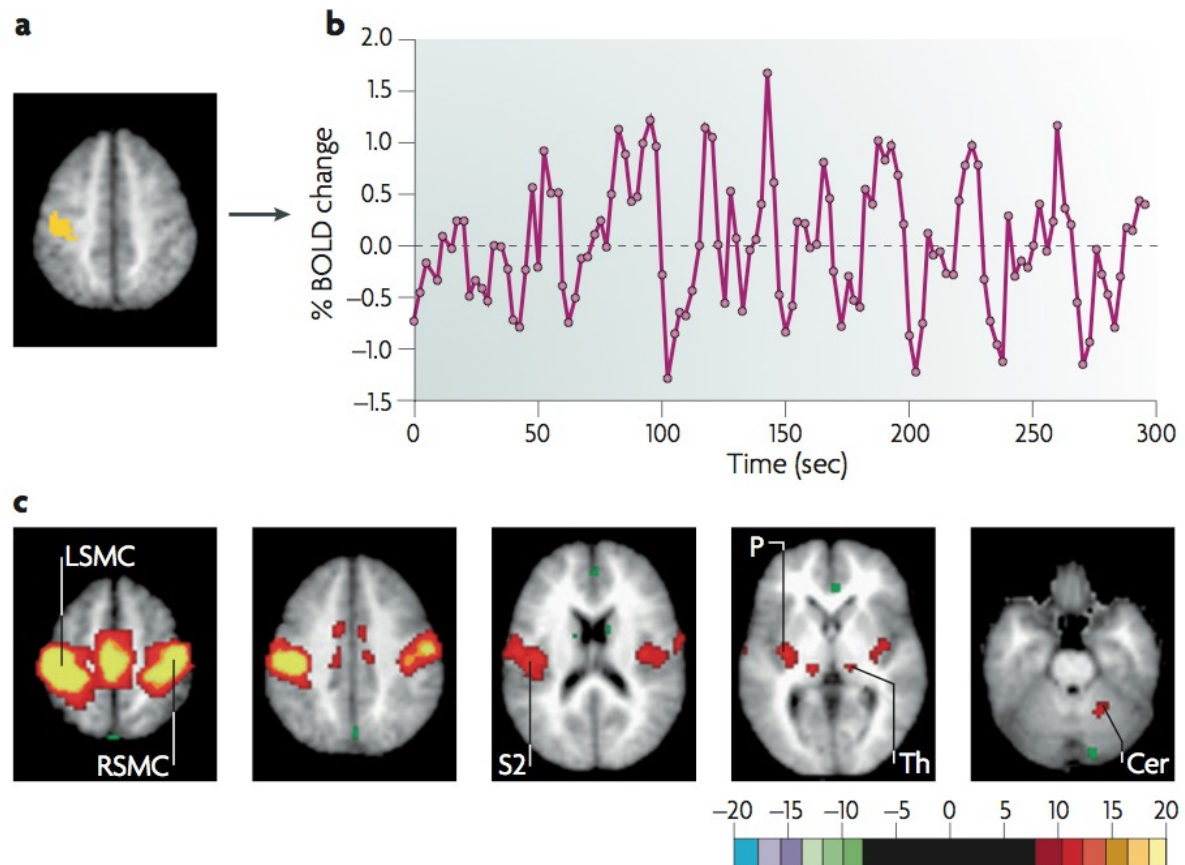 a
b
2.0
1.5
1.0
0.5
0.0
–0.5
–1.0
–1.5
% BOLD change
0 50 100 150 200 250 300
Time (sec)
c
LSMC
RSMC
S2
P
Th
Cer
–20 –15 –10 –5 0 5 10 15 20